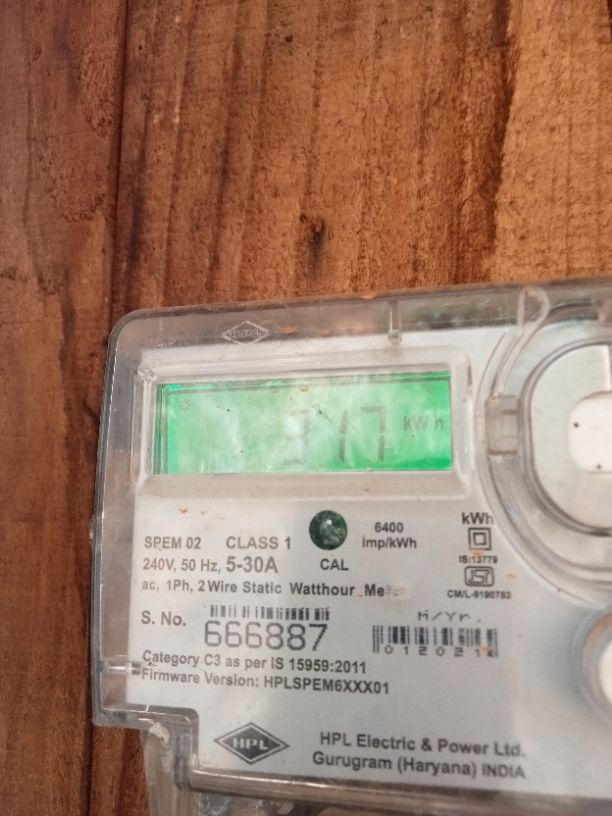 317 kWh
SPEM 02 CLASS 1 6400 imp/kWh kWh
240V, 50 Hz, 5-30A CAL IS:13779
ac, 1Ph, 2 Wire Static Watthour CM/L-9190783
S. No. 666887 M/Yr.
Category C3 as per IS 15959:2011
Firmware Version: HPLSPEM6XXX01
HPL HPL Electric & Power Ltd.
Gurugram (Haryana) INDIA